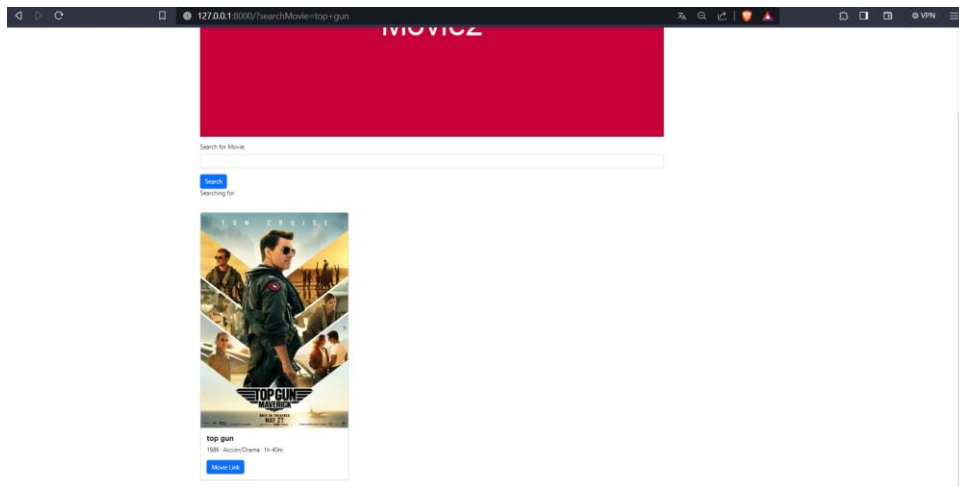 127.0.0.1:8000/?searchMovie=top+gun
VPN
Search for Movie:
Search
Searching for
TOM CRUISE
TOP GUN
MAVERICK
MAY 27
top gun
1986 · Acción/Drama · 1h 40m
Movie Link